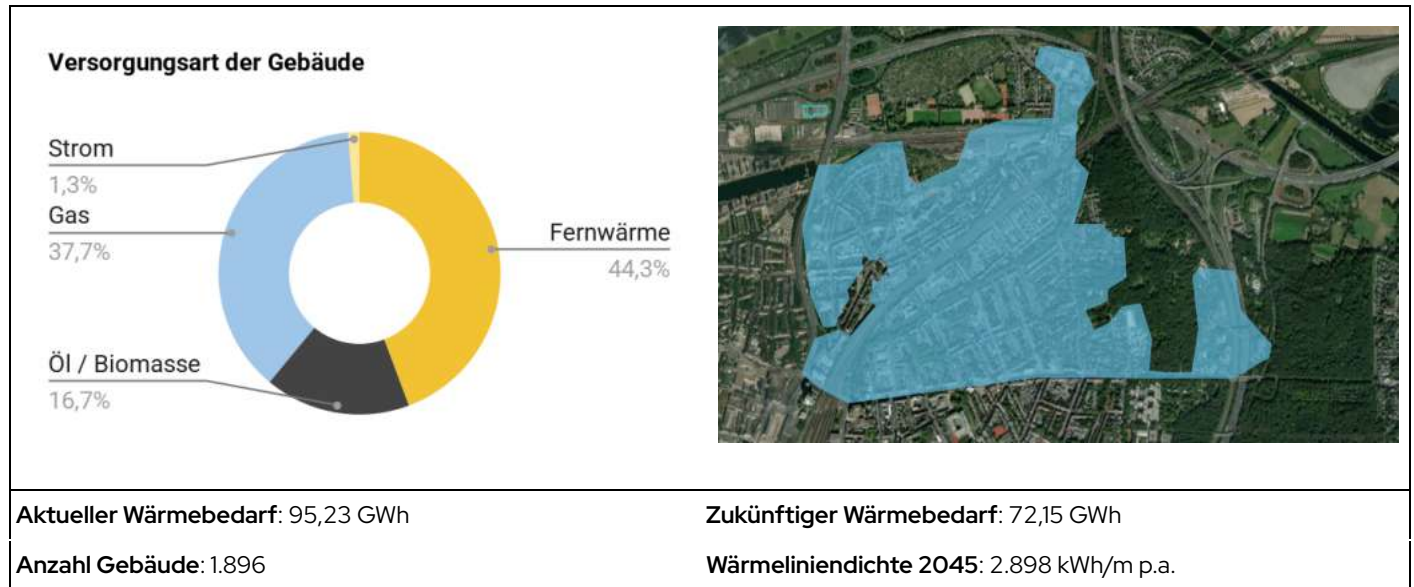 Versorgungsart der Gebäude
Strom
1,3%
Gas
37,7%
Fernwärme
44,3%
Öl / Biomasse
16,7%
Aktueller Wärmebedarf: 95,23 GWh
Zukünftiger Wärmebedarf: 72,15 GWh
Anzahl Gebäude: 1.896
Wärmeliniendichte 2045: 2.898 kWh/m p.a.